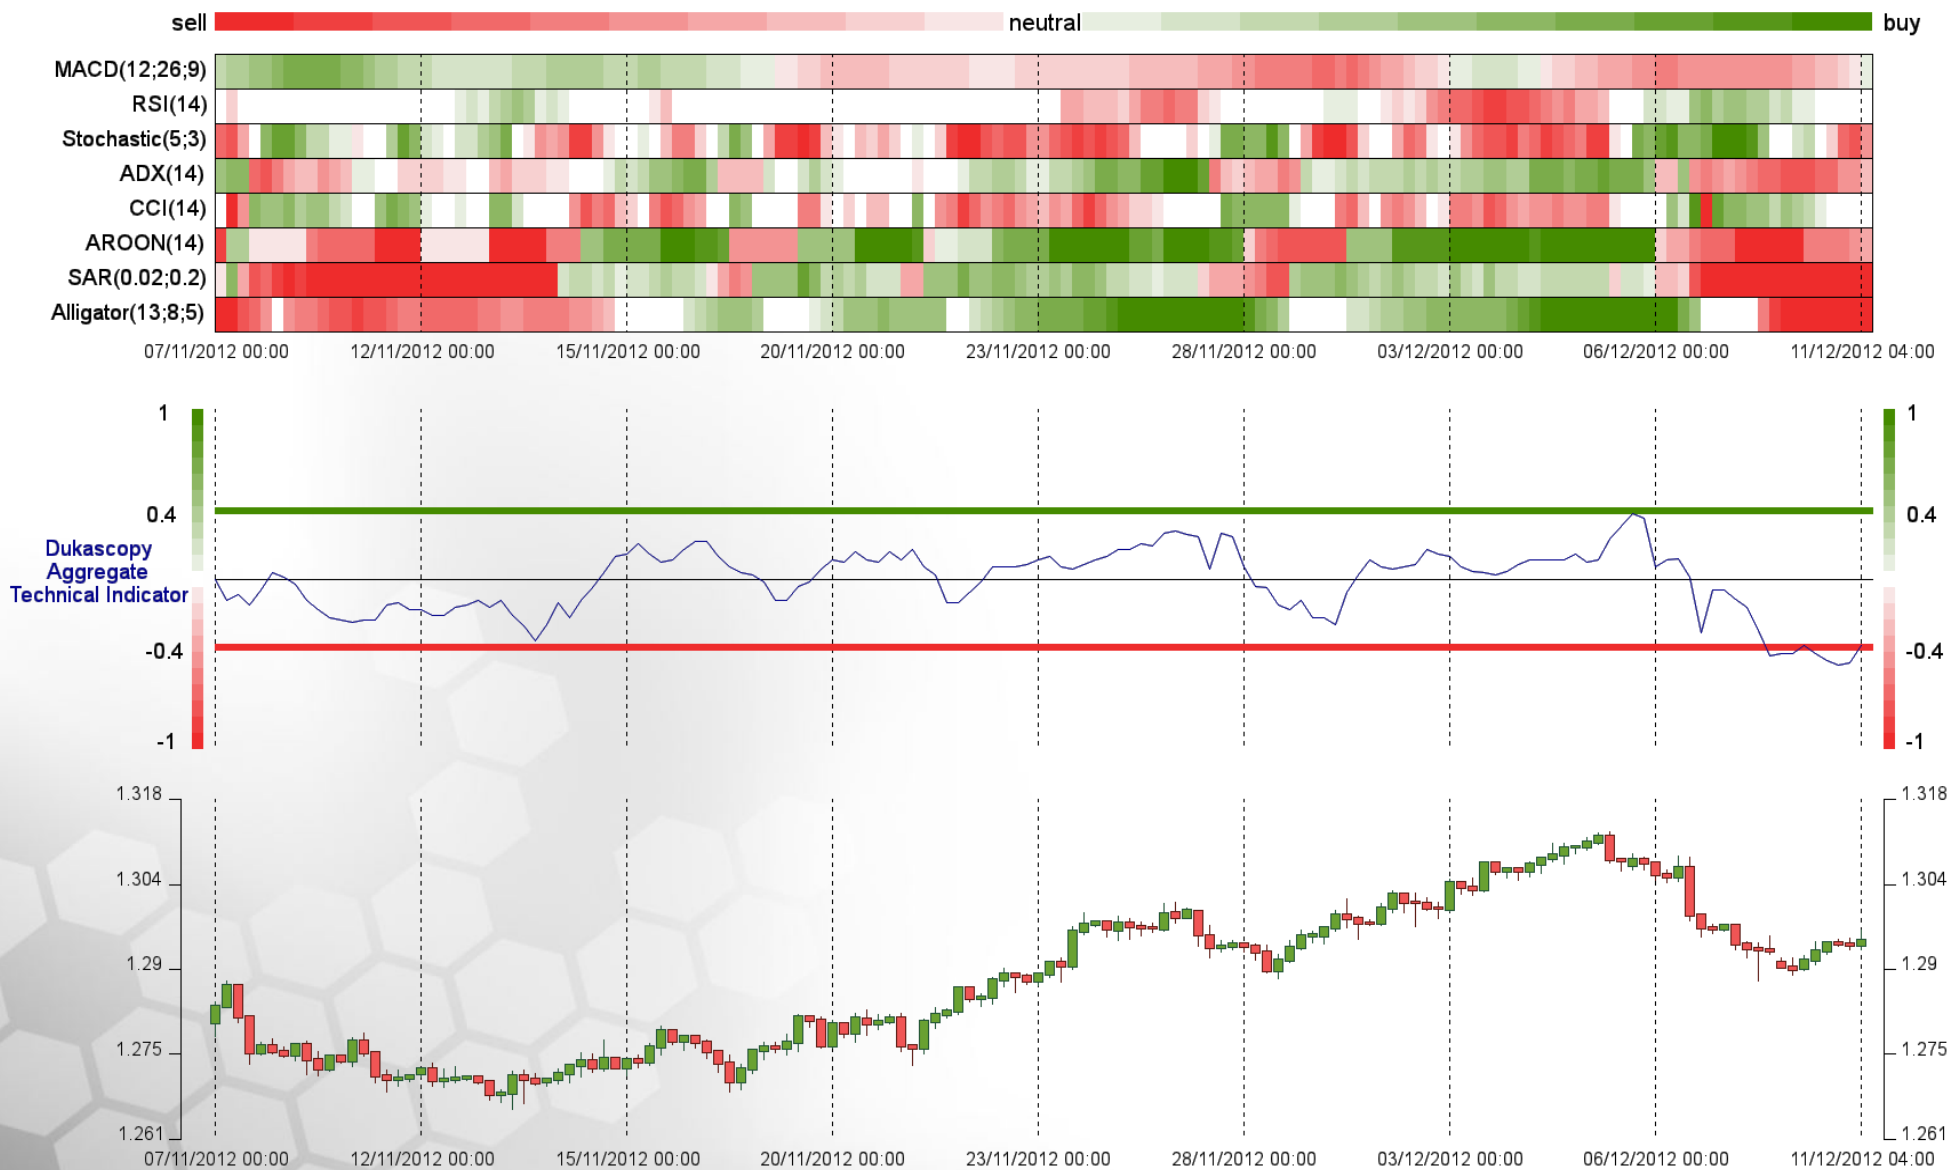 sell neutral buy
MACD(12;26;9)
RSI(14)
Stochastic(5;3)
ADX(14)
CCI(14)
AROON(14)
SAR(0.02;0.2)
Alligator(13;8;5)
07/11/2012 00:00 12/11/2012 00:00 15/11/2012 00:00 20/11/2012 00:00 23/11/2012 00:00 28/11/2012 00:00 03/12/2012 00:00 06/12/2012 00:00 11/12/2012 04:00
1 1
0.4 0.4
Dukascopy
Aggregate
Technical Indicator
-0.4 -0.4
-1 -1
1.318 1.318
1.304 1.304
1.29 1.29
1.275 1.275
1.261 1.261
07/11/2012 00:00 12/11/2012 00:00 15/11/2012 00:00 20/11/2012 00:00 23/11/2012 00:00 28/11/2012 00:00 03/12/2012 00:00 06/12/2012 00:00 11/12/2012 04:00